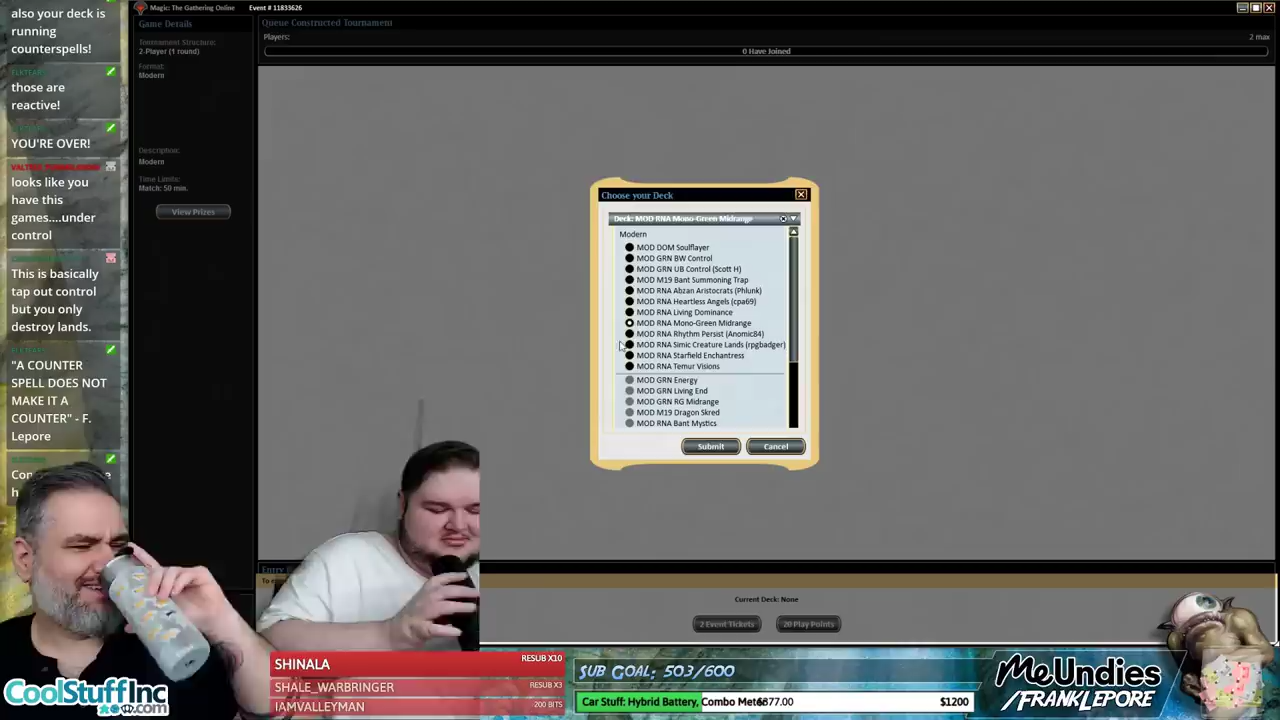 also your deck is
running
counterspells!
those are
reactive!
YOU'RE OVER!
looks like you
have this
games....under
control
This is basically
tap out control
but you only
destroy lands.
"A COUNTER
SPELL DOES NOT
MAKE IT A
COUNTER" - F.
Lepore
Magic: The Gathering Online
Event # 11833626
Game Details
Tournament Structure:
2-Player (1 round)
Format:
Modern
Description:
Modern
Time Limits:
Match: 50 min.
View Prizes
Queue Constructed Tournament
Players:
2 max
0 Have Joined
Choose your Deck
Deck: MOD RNA Mono-Green Midrange
Modern
MOD DOM Soulflayer
MOD GRN BW Control
MOD GRN UB Control (Scott H)
MOD M19 Bant Summoning Trap
MOD RNA Abzan Aristocrats (Phlunk)
MOD RNA Heartless Angels (cpa69)
MOD RNA Living Dominance
MOD RNA Mono-Green Midrange
MOD RNA Rhythm Persist (Anomic84)
MOD RNA Simic Creature Lands (rpgbadger)
MOD RNA Starfield Enchantress
MOD RNA Temur Visions
MOD GRN Energy
MOD GRN Living End
MOD GRN RG Midrange
MOD M19 Dragon Skred
MOD RNA Bant Mystics
Submit
Cancel
Current Deck: None
2 Event Tickets
20 Play Points
SHINALA
RESUB X10
SHALE_WARBRINGER
RESUB X3
IAMVALLEYMAN
200 BITS
SUB GOAL: 503/600
Car Stuff: Hybrid Battery, Combo Meter
$1200
MeUndies
/FRANKLEPORE
CoolStuffInc
.com